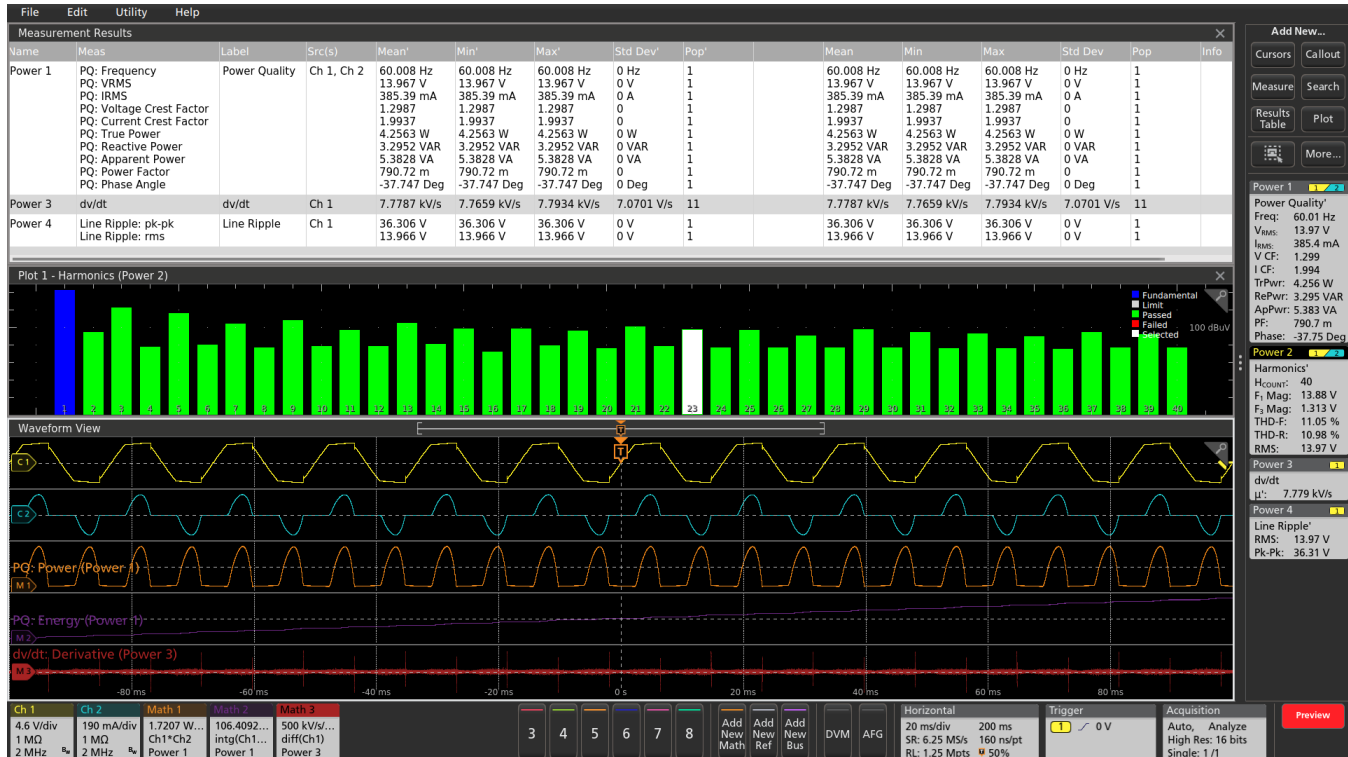 File Edit Utility Help
Measurement Results
Name Meas Label Src(s) Mean' Min' Max' Std Dev' Pop' Mean Min Max Std Dev Pop Info
Power 1 PQ: Frequency Power Quality Ch 1, Ch 2 60.008 Hz 60.008 Hz 60.008 Hz 0 Hz 1 60.008 Hz 60.008 Hz 60.008 Hz 0 Hz 1
PQ: VRMS 13.967 V 13.967 V 13.967 V 0 V 1 13.967 V 13.967 V 13.967 V 0 V 1
PQ: IRMS 385.39 mA 385.39 mA 385.39 mA 0 A 1 385.39 mA 385.39 mA 385.39 mA 0 A 1
PQ: Voltage Crest Factor 1.2987 1.2987 1.2987 0 1 1.2987 1.2987 1.2987 0 1
PQ: Current Crest Factor 1.9937 1.9937 1.9937 0 1 1.9937 1.9937 1.9937 0 1
PQ: True Power 4.2563 W 4.2563 W 4.2563 W 0 W 1 4.2563 W 4.2563 W 4.2563 W 0 W 1
PQ: Reactive Power 3.2952 VAR 3.2952 VAR 3.2952 VAR 0 VAR 1 3.2952 VAR 3.2952 VAR 3.2952 VAR 0 VAR 1
PQ: Apparent Power 5.3828 VA 5.3828 VA 5.3828 VA 0 VA 1 5.3828 VA 5.3828 VA 5.3828 VA 0 VA 1
PQ: Power Factor 790.72 m 790.72 m 790.72 m 0 1 790.72 m 790.72 m 790.72 m 0 1
PQ: Phase Angle -37.747 Deg -37.747 Deg -37.747 Deg 0 Deg 1 -37.747 Deg -37.747 Deg -37.747 Deg 0 Deg 1
Power 3 dv/dt dv/dt Ch 1 7.7787 kV/s 7.7659 kV/s 7.7934 kV/s 7.0701 V/s 11 7.7787 kV/s 7.7659 kV/s 7.7934 kV/s 7.0701 V/s 11
Power 4 Line Ripple: pk-pk Line Ripple Ch 1 36.306 V 36.306 V 36.306 V 0 V 1 36.306 V 36.306 V 36.306 V 0 V 1
Line Ripple: rms 13.966 V 13.966 V 13.966 V 0 V 1 13.966 V 13.966 V 13.966 V 0 V 1
Plot 1 - Harmonics (Power 2)
Fundamental
Limit
Passed
Failed
Selected
100 dBuV
1 2 3 4 5 6 7 8 9 10 11 12 13 14 15 16 17 18 19 20 21 22 23 24 25 26 27 28 29 30 31 32 33 34 35 36 37 38 39 40
Waveform View
T
T
C 1
C 2
PQ: Power (Power 1)
M 1
PQ: Energy (Power 1)
M 2
dv/dt: Derivative (Power 3)
M 3
-80 ms -60 ms -40 ms -20 ms 0 s 20 ms 40 ms 60 ms 80 ms
Add New...
Cursors Callout
Measure Search
Results Table Plot
More...
Power 1 1 2
Power Quality'
Freq: 60.01 Hz
VRMS: 13.97 V
IRMS: 385.4 mA
V CF: 1.299
I CF: 1.994
TrPwr: 4.256 W
RePwr: 3.295 VAR
ApPwr: 5.383 VA
PF: 790.7 m
Phase: -37.75 Deg
Power 2 1 2
Harmonics'
HCOUNT: 40
F1 Mag: 13.88 V
F3 Mag: 1.313 V
THD-F: 11.05 %
THD-R: 10.98 %
RMS: 13.97 V
Power 3 1
dv/dt
µ': 7.779 kV/s
Power 4 1
Line Ripple'
RMS: 13.97 V
Pk-Pk: 36.31 V
Ch 1
4.6 V/div
1 MΩ
2 MHz Bw
Ch 2
190 mA/div
1 MΩ
2 MHz Bw
Math 1
1.7207 W...
Ch1*Ch2
Power 1
Math 2
106.4092...
intg(Ch1...
Power 1
Math 3
500 kV/s/...
diff(Ch1)
Power 3
3 4 5 6 7 8
Add New Math
Add New Ref
Add New Bus
DVM AFG
Horizontal
20 ms/div 200 ms
SR: 6.25 MS/s 160 ns/pt
RL: 1.25 Mpts 50%
Trigger
1 0 V
Acquisition
Auto, Analyze
High Res: 16 bits
Single: 1 /1
Preview